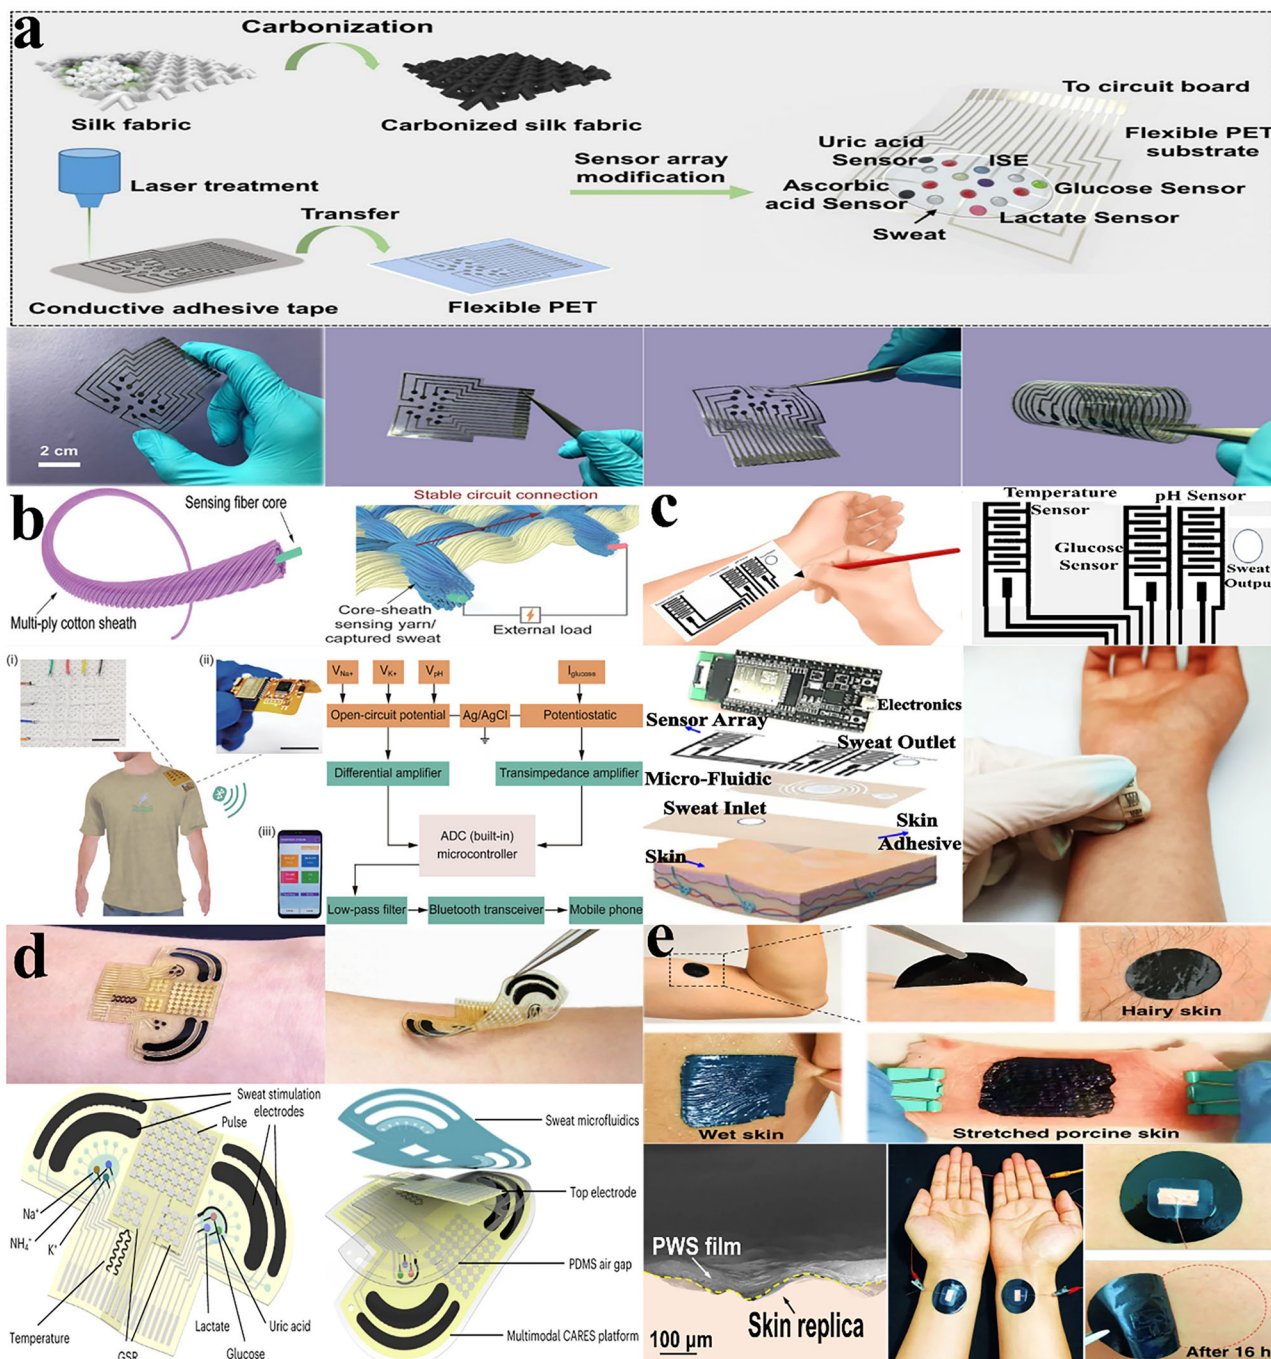 a
Carbonization
Silk fabric
Carbonized silk fabric
Laser treatment
Transfer
Conductive adhesive tape
Flexible PET
Sensor array
modification
To circuit board
Flexible PET
substrate
Uric acid
Sensor
ISE
Ascorbic
acid Sensor
Glucose Sensor
Lactate Sensor
Sweat
2 cm
b
Sensing fiber core
Multi-ply cotton sheath
Stable circuit connection
Core-sheath
sensing yarn/
captured sweat
External load
(i)
(ii)
(iii)
VNa+
VK+
VpH
Iglucose
Open-circuit potential
Ag/AgCl
Potentiostatic
Differential amplifier
Transimpedance amplifier
ADC (built-in)
microcontroller
Low-pass filter
Bluetooth transceiver
Mobile phone
c
Temperature
Sensor
pH Sensor
Glucose
Sensor
Sweat
Output
Electronics
Sensor Array
Sweat Outlet
Micro-Fluidic
Sweat Inlet
Skin
Adhesive
Skin
d
Sweat stimulation
electrodes
Pulse
Na+
NH4+
K+
Temperature
GSR
Lactate
Glucose
Uric acid
Sweat microfluidics
Top electrode
PDMS air gap
Multimodal CARES platform
e
Hairy skin
Wet skin
Stretched porcine skin
PWS film
Skin replica
100 μm
After 16 h